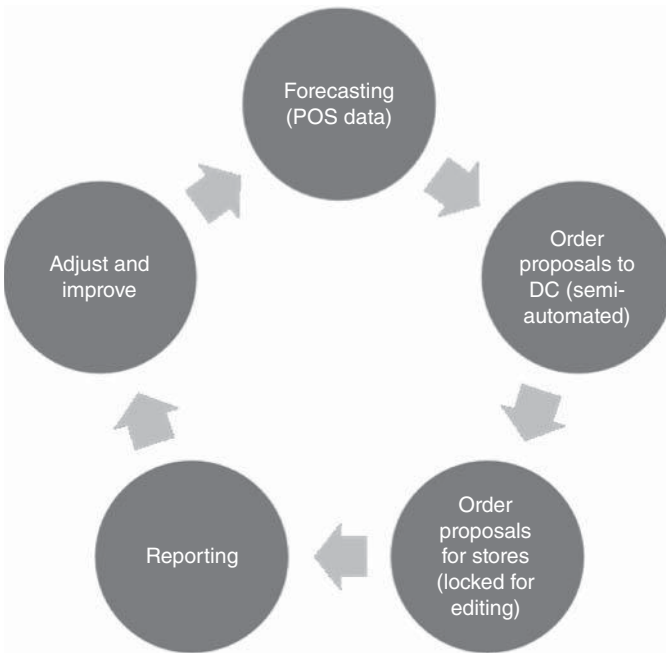 Forecasting
(POS data)
Order
proposals to
DC (semi-
automated)
Order
proposals
for stores
(locked for
editing)
Reporting
Adjust and
improve